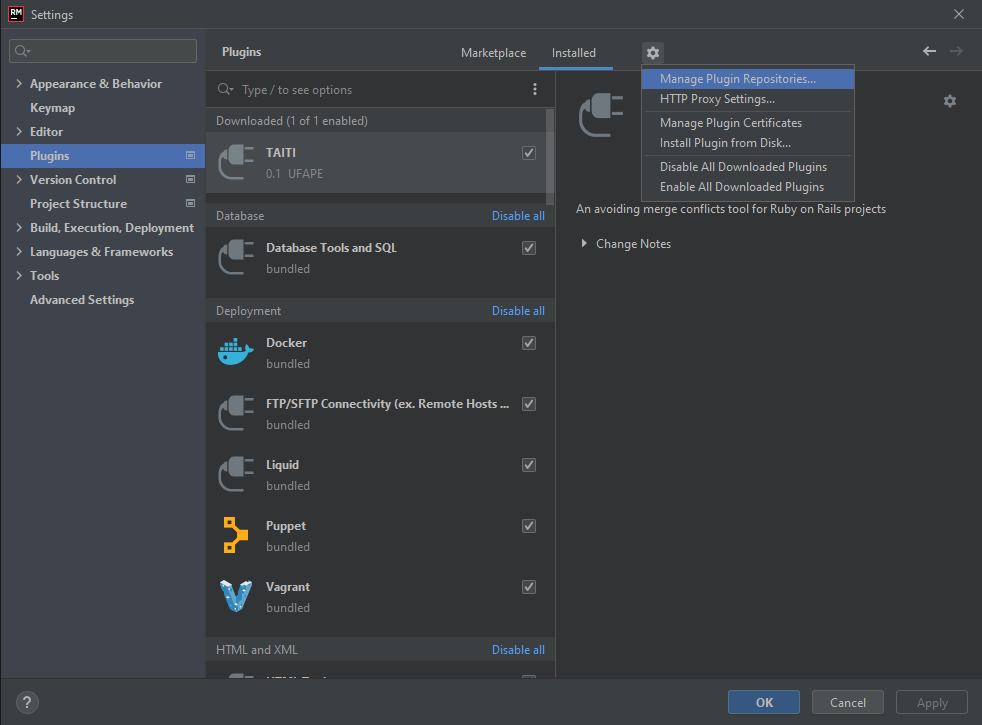 RM
Settings
Plugins
Marketplace
Installed
Appearance & Behavior
Keymap
Editor
Plugins
Version Control
Project Structure
Build, Execution, Deployment
Languages & Frameworks
Tools
Advanced Settings
Type / to see options
Downloaded (1 of 1 enabled)
TAITI
0.1 UFAPE
Database Disable all
Database Tools and SQL
bundled
Deployment Disable all
Docker
bundled
FTP/SFTP Connectivity (ex. Remote Hosts ...
bundled
Liquid
bundled
Puppet
bundled
Vagrant
bundled
HTML and XML Disable all
Manage Plugin Repositories...
HTTP Proxy Settings...
Manage Plugin Certificates
Install Plugin from Disk...
Disable All Downloaded Plugins
Enable All Downloaded Plugins
An avoiding merge conflicts tool for Ruby on Rails projects
Change Notes
?
OK
Cancel
Apply